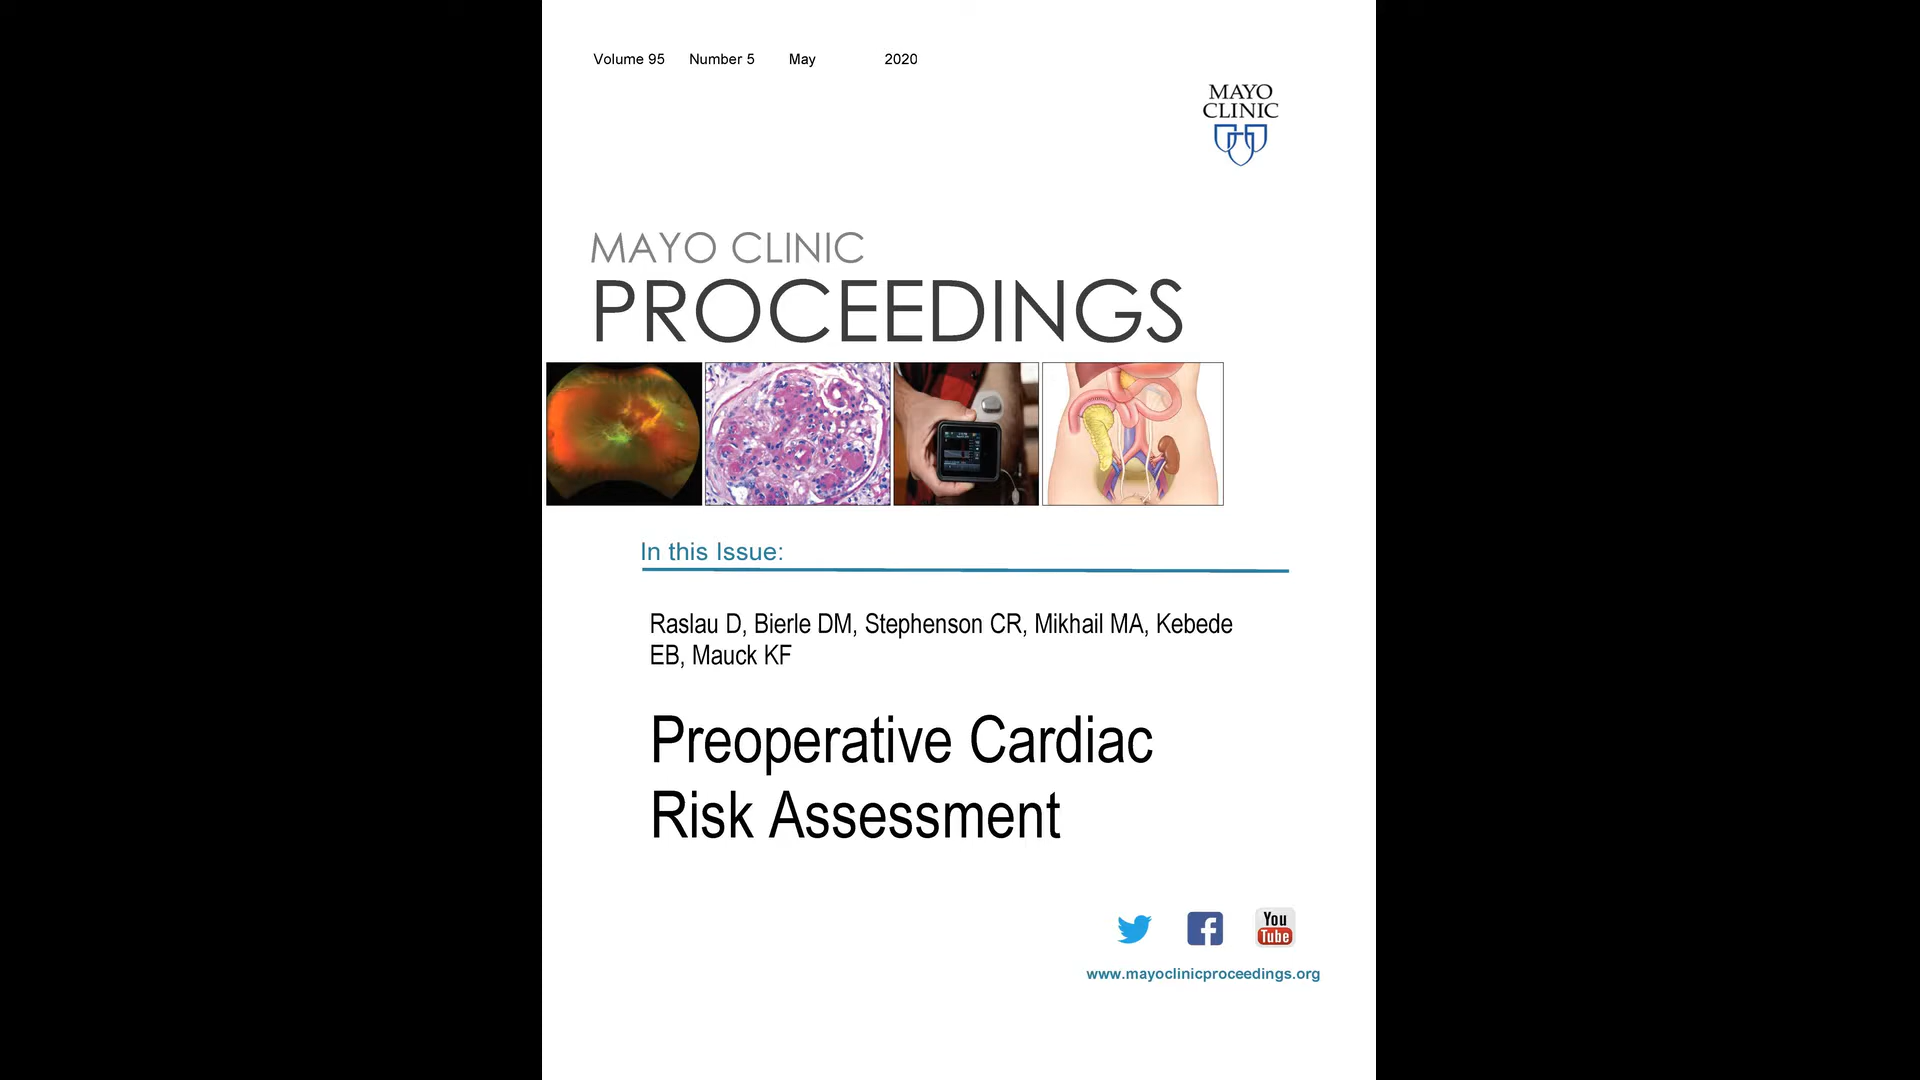 Volume 95 Number 5 May 2020
MAYO
CLINIC
MAYO CLINIC
PROCEEDINGS
In this Issue:
Raslau D, Bierle DM, Stephenson CR, Mikhail MA, Kebede
EB, Mauck KF
Preoperative Cardiac
Risk Assessment
You
Tube
www.mayoclinicproceedings.org